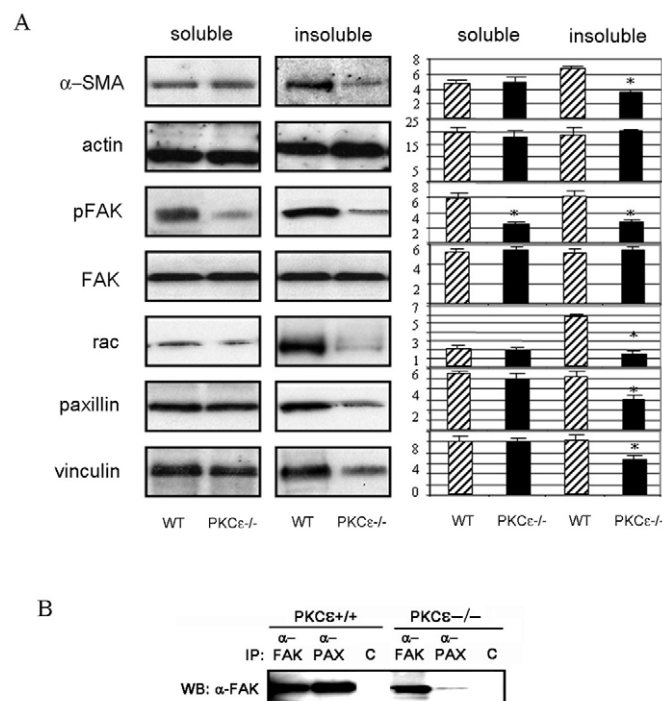 A
soluble insoluble soluble insoluble
α–SMA
8
6
4
2
actin
25
15
5
pFAK
8
6
4
2
* * *
FAK
6
4
2
rac
7
5
3
1
*
paxillin
6
4
2
*
vinculin
8
4
0
*
WT PKCε-/- WT PKCε-/- WT PKCε-/- WT PKCε-/-
B
PKCε+/+ PKCε−/−
α– α– α– α–
IP: FAK PAX C FAK PAX C
WB: α-FAK